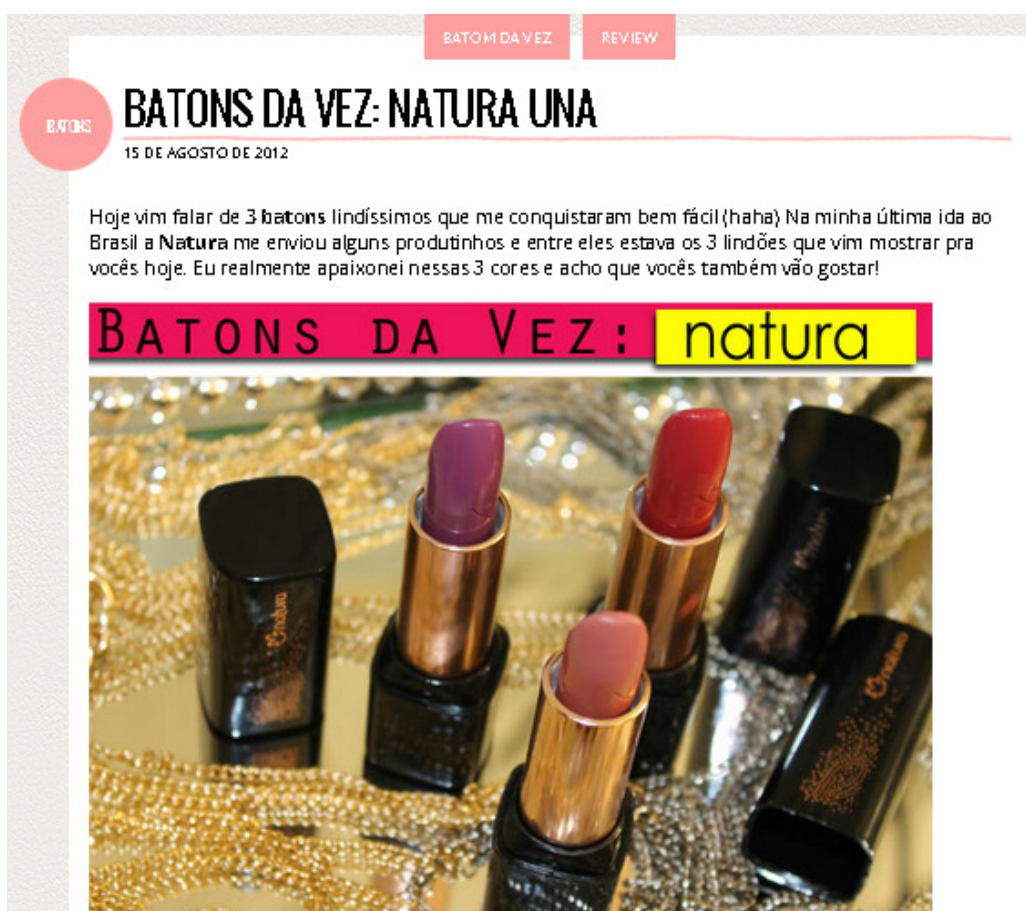 BATOM DA VEZ REVIEW
BATONS
BATONS DA VEZ: NATURA UNA
15 DE AGOSTO DE 2012
Hoje vim falar de 3 batons lindíssimos que me conquistaram bem fácil (haha) Na minha última ida ao
Brasil a Natura me enviou alguns produtinhos e entre eles estava os 3 lindões que vim mostrar pra
vocês hoje. Eu realmente apaixonei nessas 3 cores e acho que vocês também vão gostar!
BATONS DA VEZ: natura
natura
natura
natura